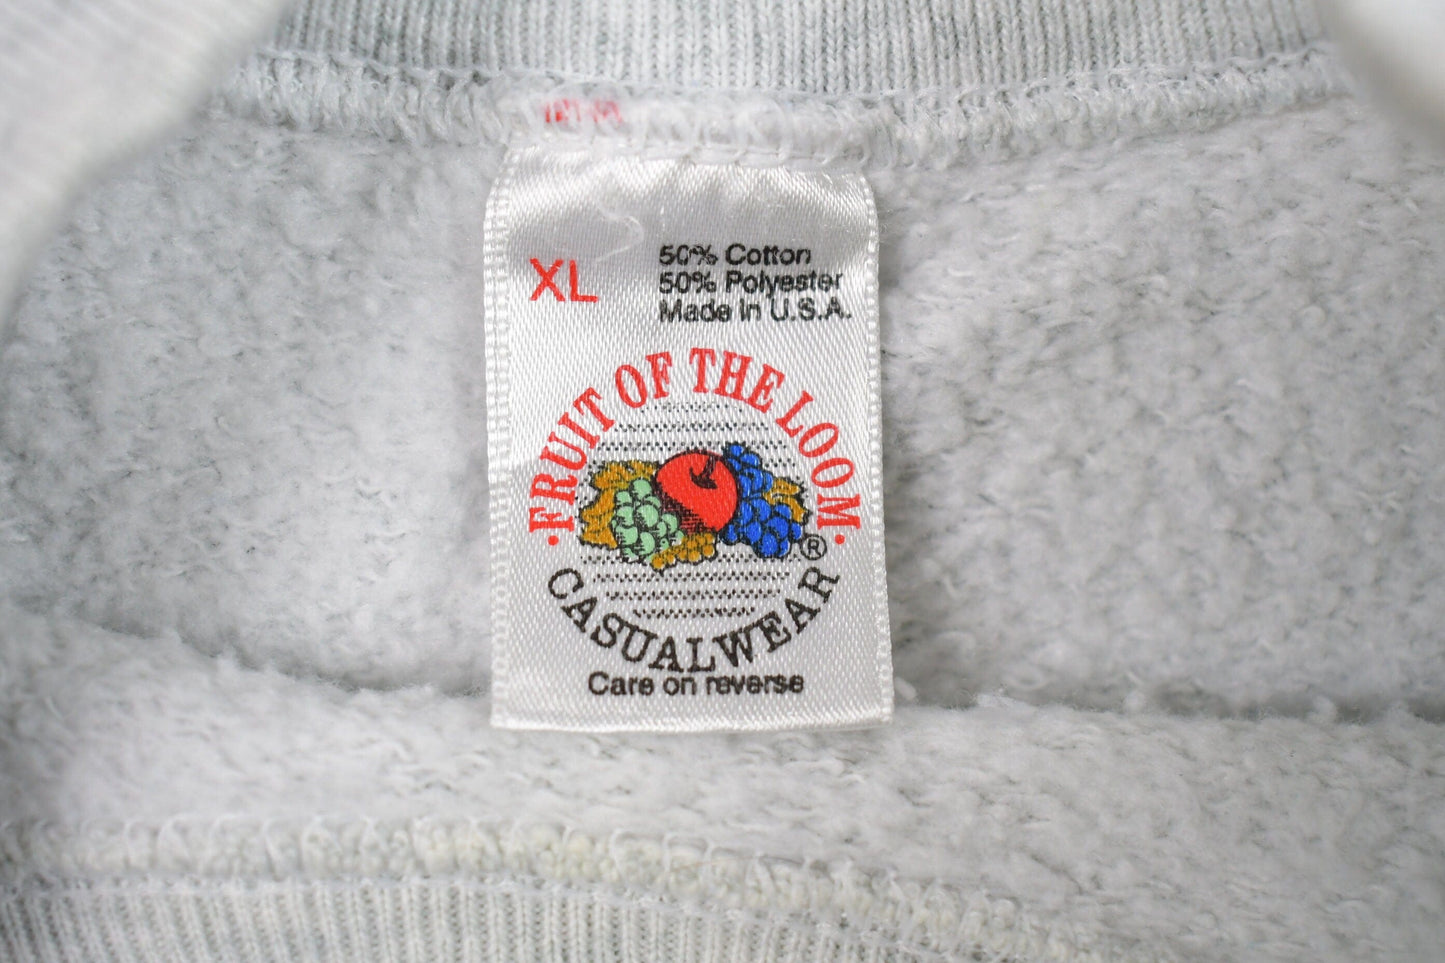 XL
50% Cotton
50% Polyester
Made in U.S.A.
·FRUIT OF THE LOOM·
®
CASUALWEAR
Care on reverse